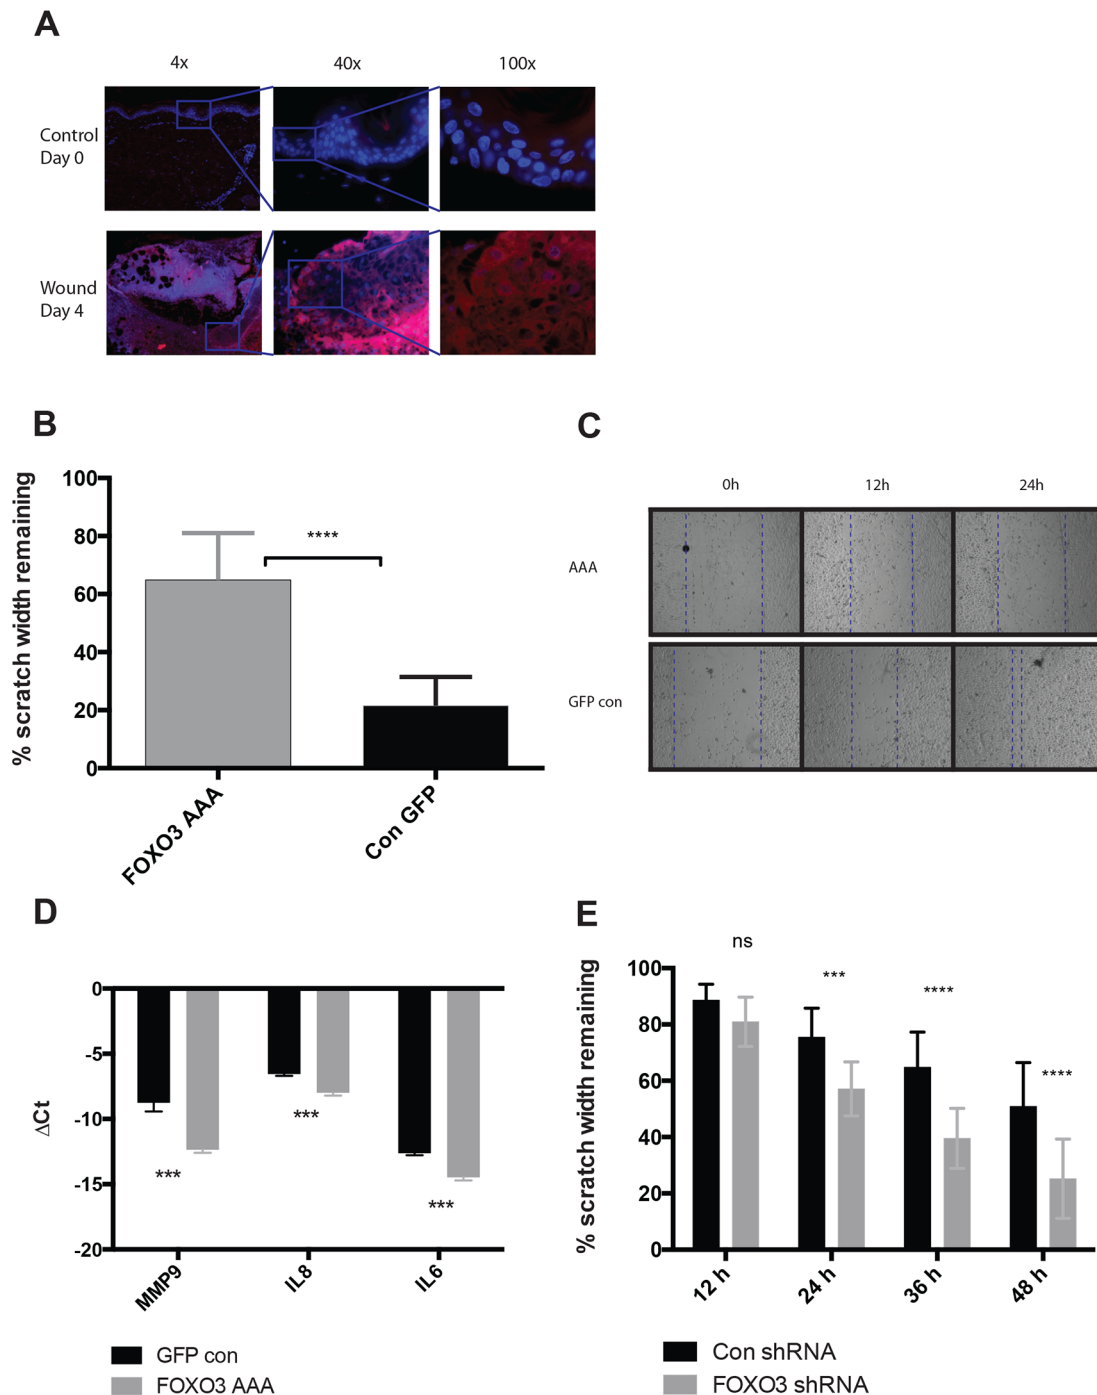 A
4x 40x 100x
Control
Day 0
Wound
Day 4
B
% scratch width remaining
100
80
60
40
20
0
****
FOXO3 AAA
Con GFP
C
0h 12h 24h
AAA
GFP con
D
ΔCt
0
-5
-10
-15
-20
***
***
***
MMP9
IL8
IL6
GFP con
FOXO3 AAA
E
% scratch width remaining
100
80
60
40
20
0
ns
***
****
****
12 h
24 h
36 h
48 h
Con shRNA
FOXO3 shRNA